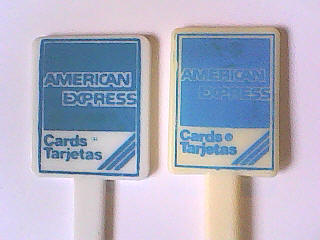 AMERICAN
EXPRESS
Cards ®
Tarjetas
AMERICAN
EXPRESS
Cards ®
Tarjetas